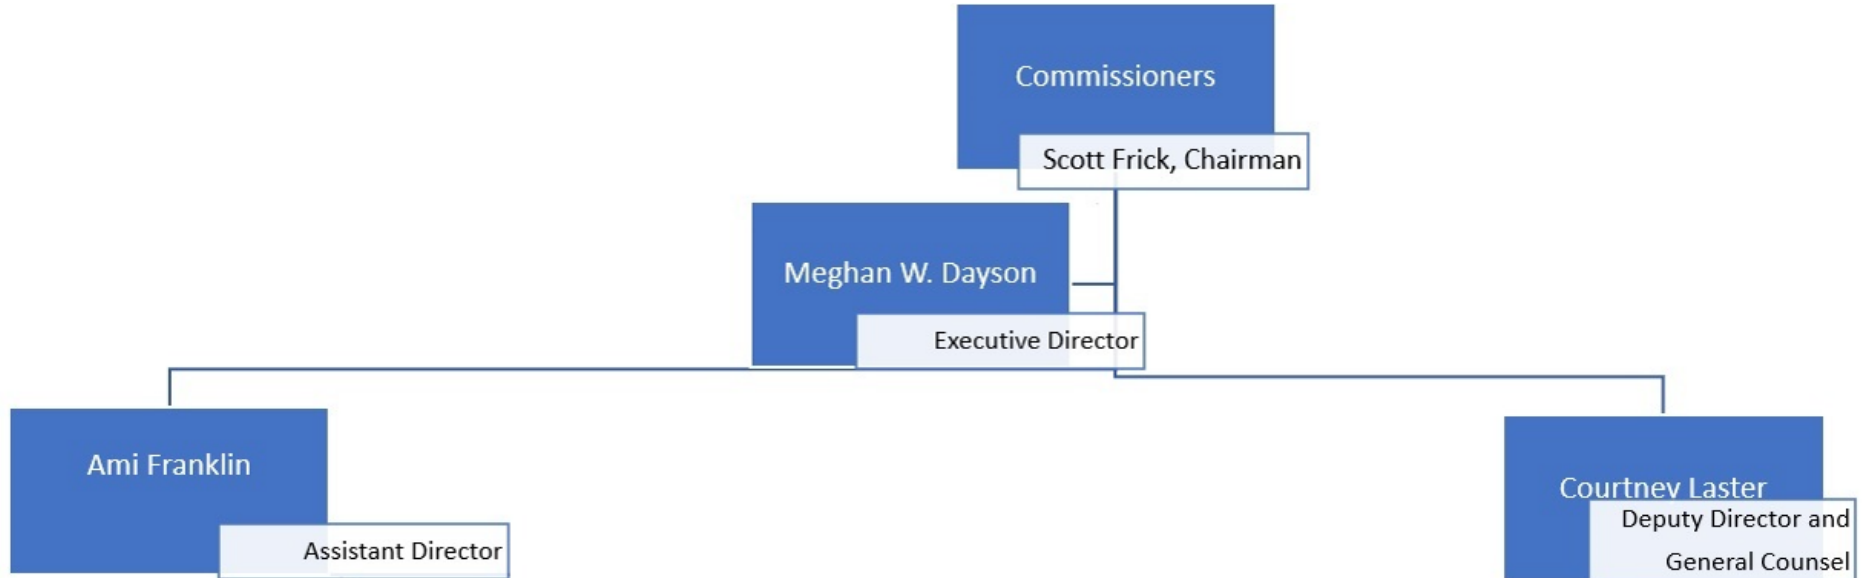 Commissioners
Scott Frick, Chairman
Meghan W. Dayson
Executive Director
Ami Franklin
Assistant Director
Courtney Laster
Deputy Director and
General Counsel